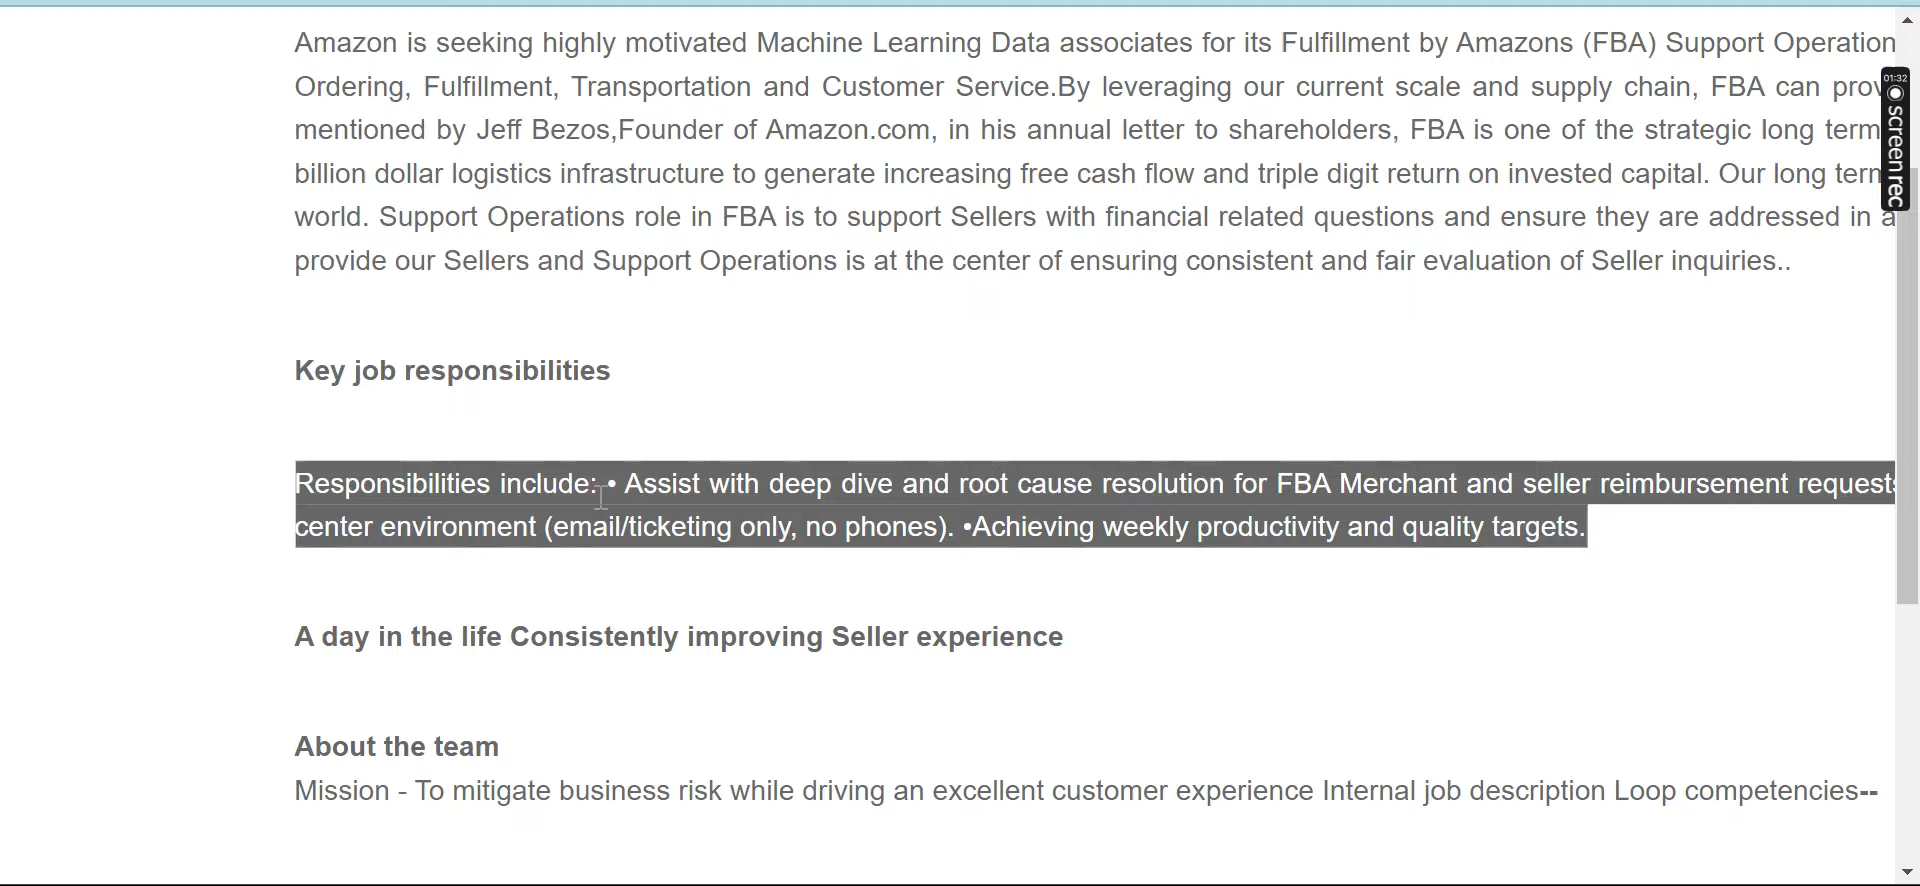 Amazon is seeking highly motivated Machine Learning Data associates for its Fulfillment by Amazons (FBA) Support Operation
Ordering, Fulfillment, Transportation and Customer Service.By leveraging our current scale and supply chain, FBA can prov
mentioned by Jeff Bezos,Founder of Amazon.com, in his annual letter to shareholders, FBA is one of the strategic long term
billion dollar logistics infrastructure to generate increasing free cash flow and triple digit return on invested capital. Our long term
world. Support Operations role in FBA is to support Sellers with financial related questions and ensure they are addressed in a
provide our Sellers and Support Operations is at the center of ensuring consistent and fair evaluation of Seller inquiries..
Key job responsibilities
Responsibilities include: • Assist with deep dive and root cause resolution for FBA Merchant and seller reimbursement requests
center environment (email/ticketing only, no phones). •Achieving weekly productivity and quality targets.
A day in the life Consistently improving Seller experience
About the team
Mission - To mitigate business risk while driving an excellent customer experience Internal job description Loop competencies--
01:32
screenrec